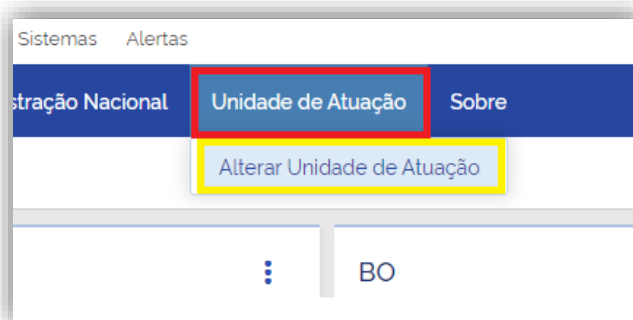 Sistemas Alertas
stração Nacional Unidade de Atuação Sobre
Alterar Unidade de Atuação
BO